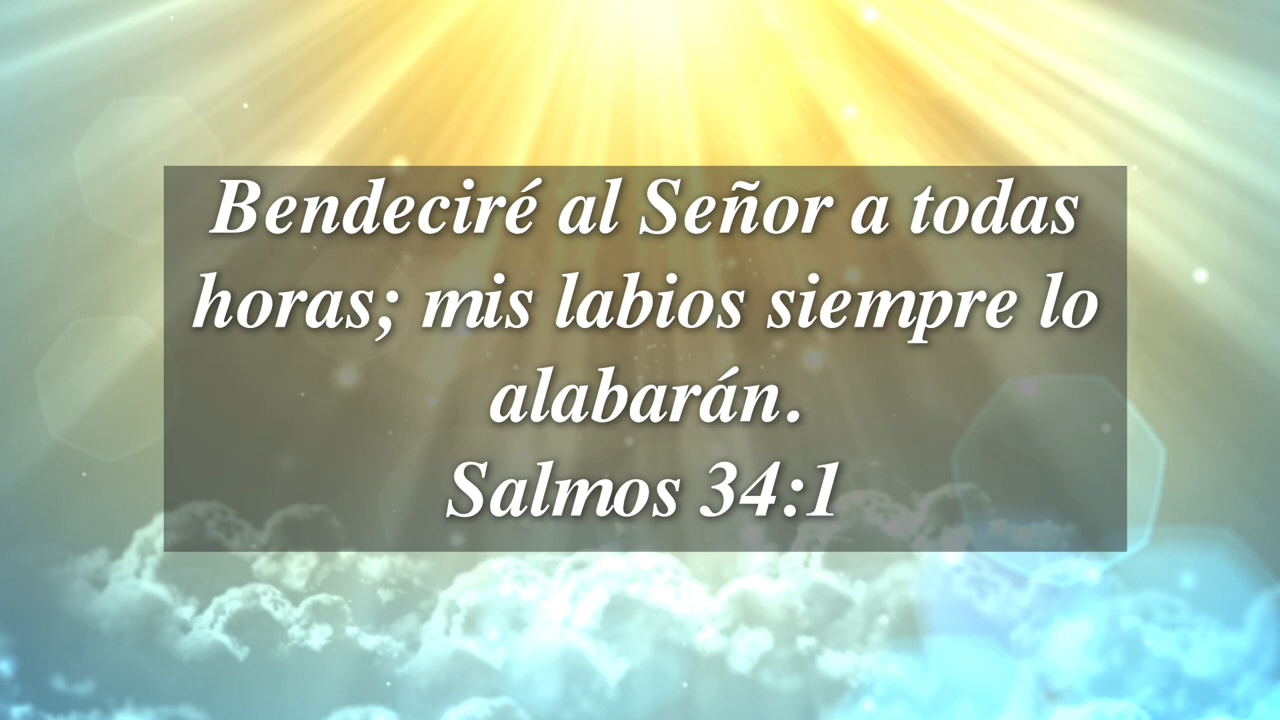 Bendeciré al Señor a todas
horas; mis labios siempre lo
alabarán.
Salmos 34:1